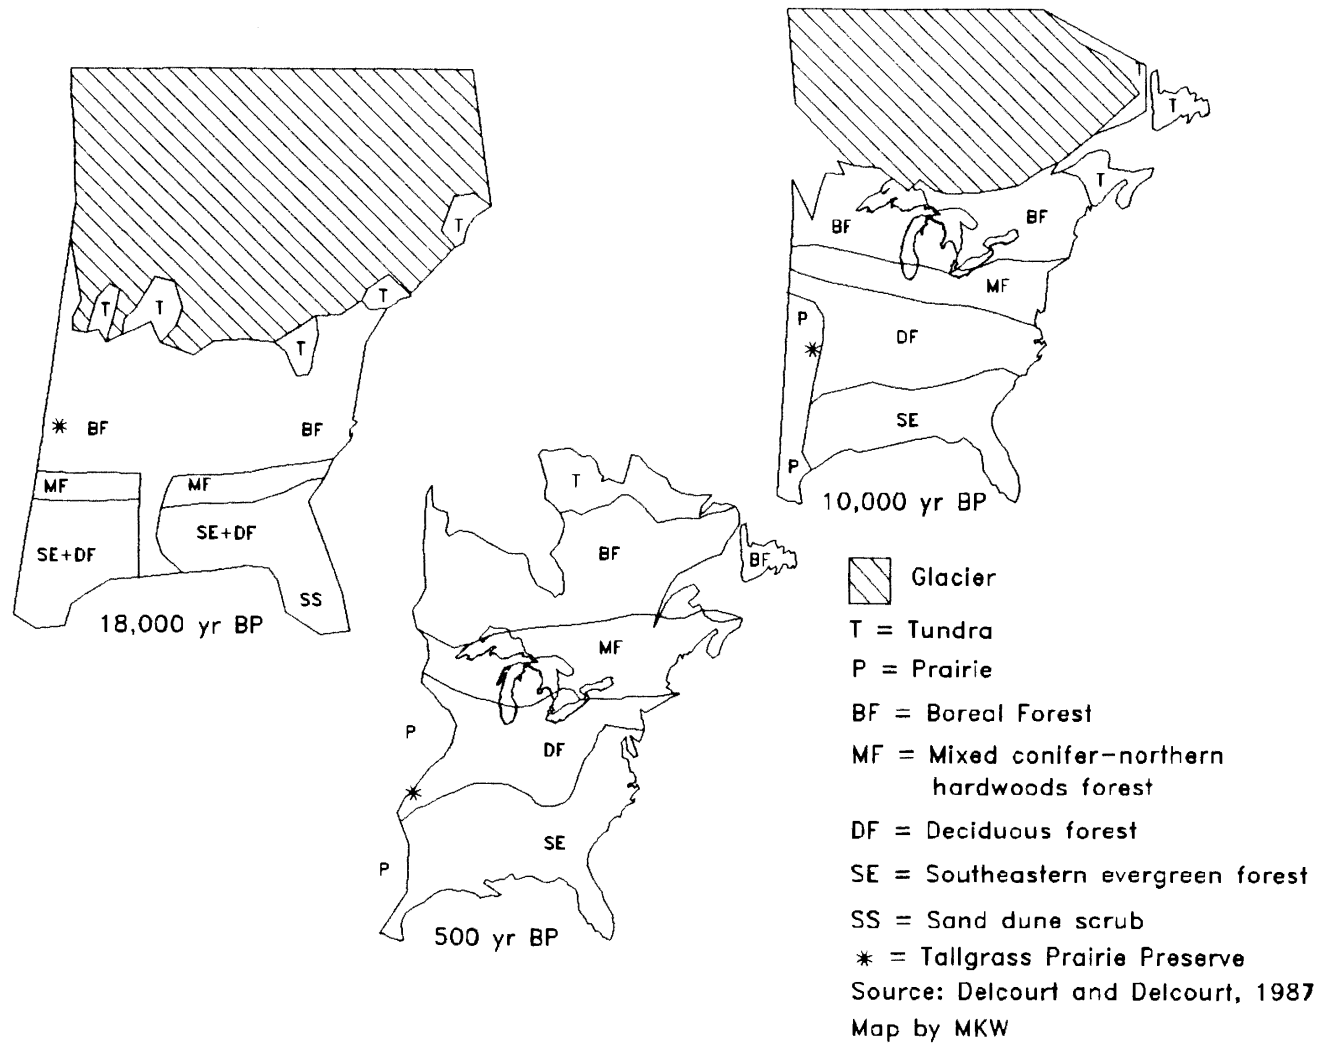 T
T
T
T
T
BF
BF
MF
MF
SE+DF
SE+DF
SS
18,000 yr BP
T
T
T
BF
BF
MF
P
DF
SE
P
10,000 yr BP
T
BF
BF
MF
P
DF
SE
P
500 yr BP
Glacier
T = Tundra
P = Prairie
BF = Boreal Forest
MF = Mixed conifer-northern
hardwoods forest
DF = Deciduous forest
SE = Southeastern evergreen forest
SS = Sand dune scrub
* = Tallgrass Prairie Preserve
Source: Delcourt and Delcourt, 1987
Map by MKW